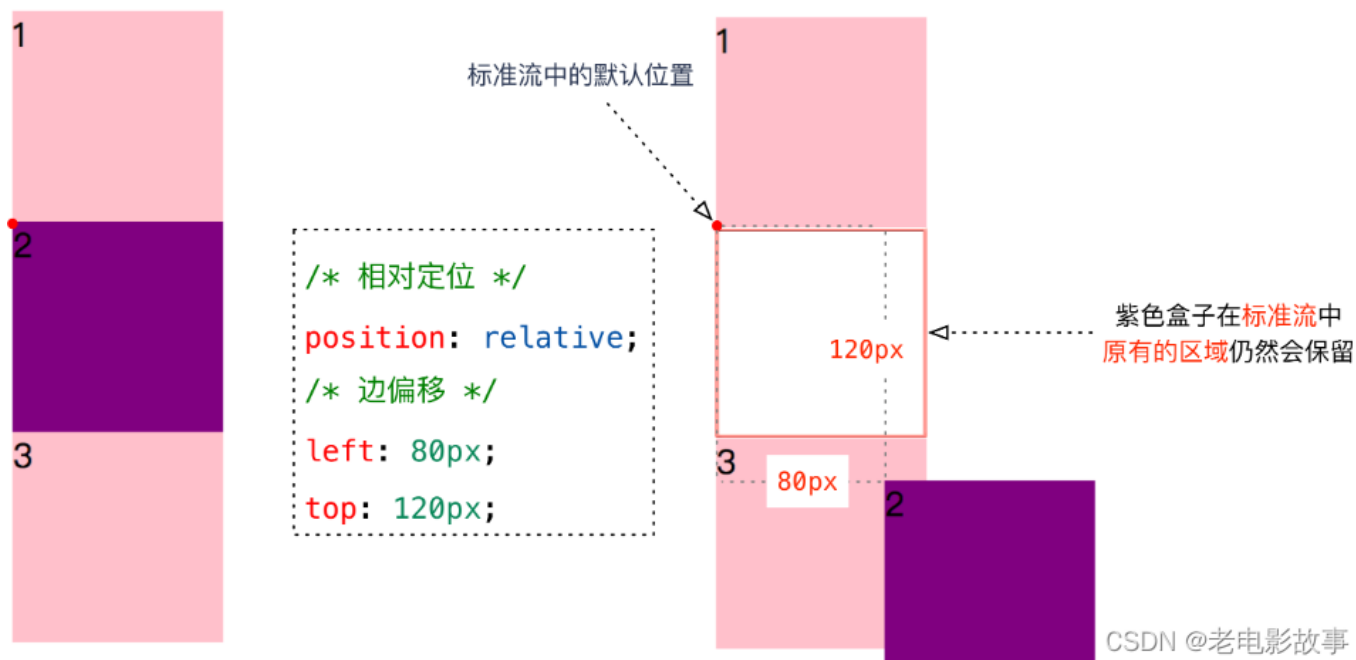 1
2
3
/* 相对定位 */
position: relative;
/* 边偏移 */
left: 80px;
top: 120px;
标准流中的默认位置
1
120px
3
80px
2
紫色盒子在标准流中
原有的区域仍然会保留
CSDN @老电影故事